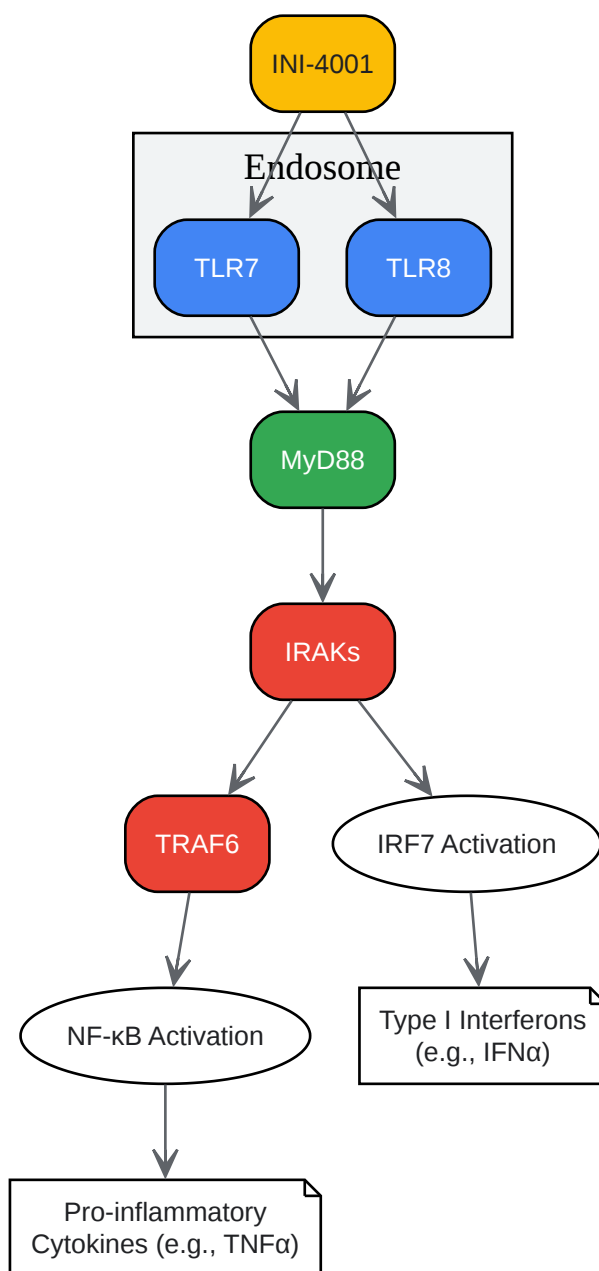 INI-4001
Endosome
TLR7
TLR8
MyD88
IRAKs
TRAF6
IRF7 Activation
NF-κB Activation
Type I Interferons
(e.g., IFNα)
Pro-inflammatory
Cytokines (e.g., TNFα)